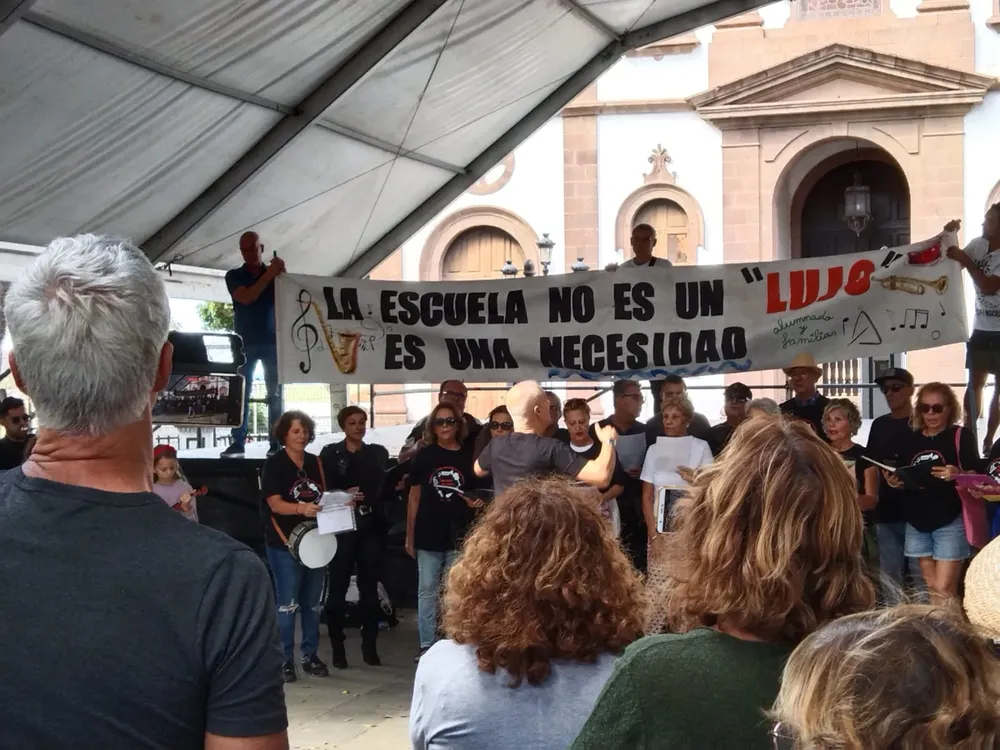 LA ESCUELA NO ES UN "LUJO"
ES UNA NECESIDAD
alumnado
y
familias